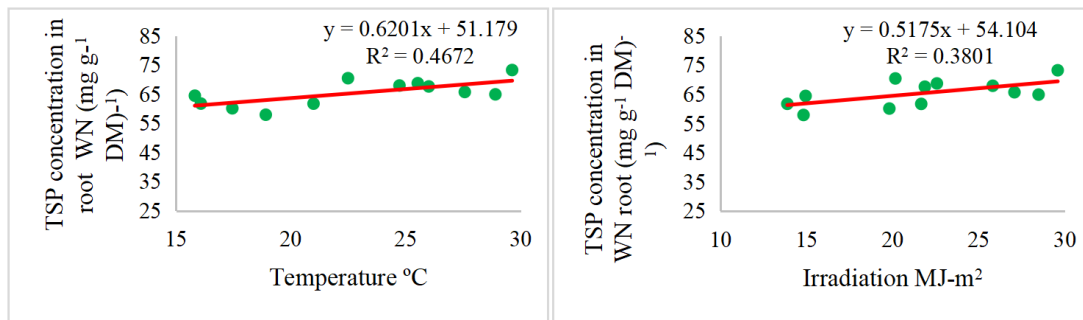 y = 0.6201x + 51.179
R² = 0.4672
85
75
65
55
45
35
25
TSP concentration in
root WN (mg g-¹
DM)-¹)
15
20
25
30
Temperature ºC
y = 0.5175x + 54.104
R² = 0.3801
85
75
65
55
45
35
25
TSP concentration in
WN root (mg g-¹ DM)-
¹)
10
15
20
25
30
Irradiation MJ-m²